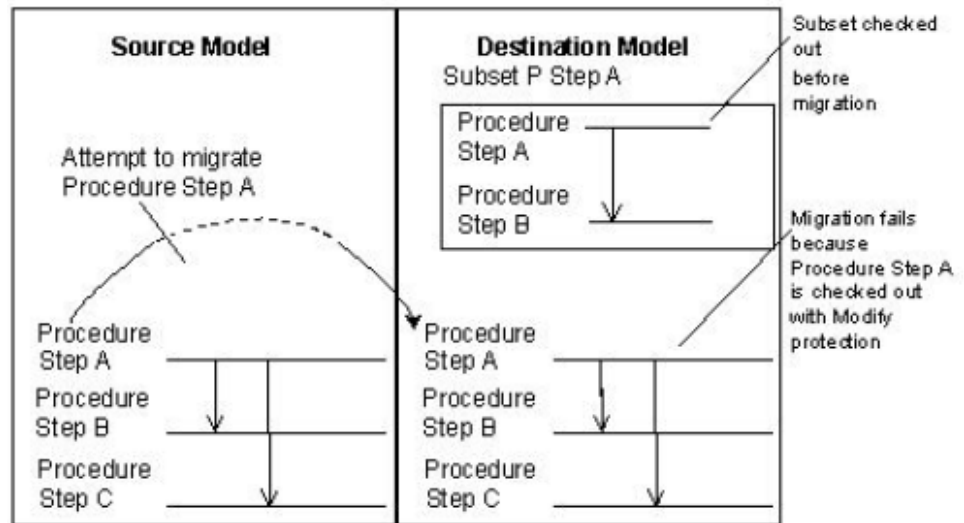 Source Model
Attempt to migrate
Procedure Step A
Procedure
Step A
Procedure
Step B
Procedure
Step C
Destination Model
Subset P Step A
Procedure
Step A
Procedure
Step B
Procedure
Step A
Procedure
Step B
Procedure
Step C
Subset checked
out
before
migration
Migration fails
because
Procedure Step A
is checked out
with Modify
protection